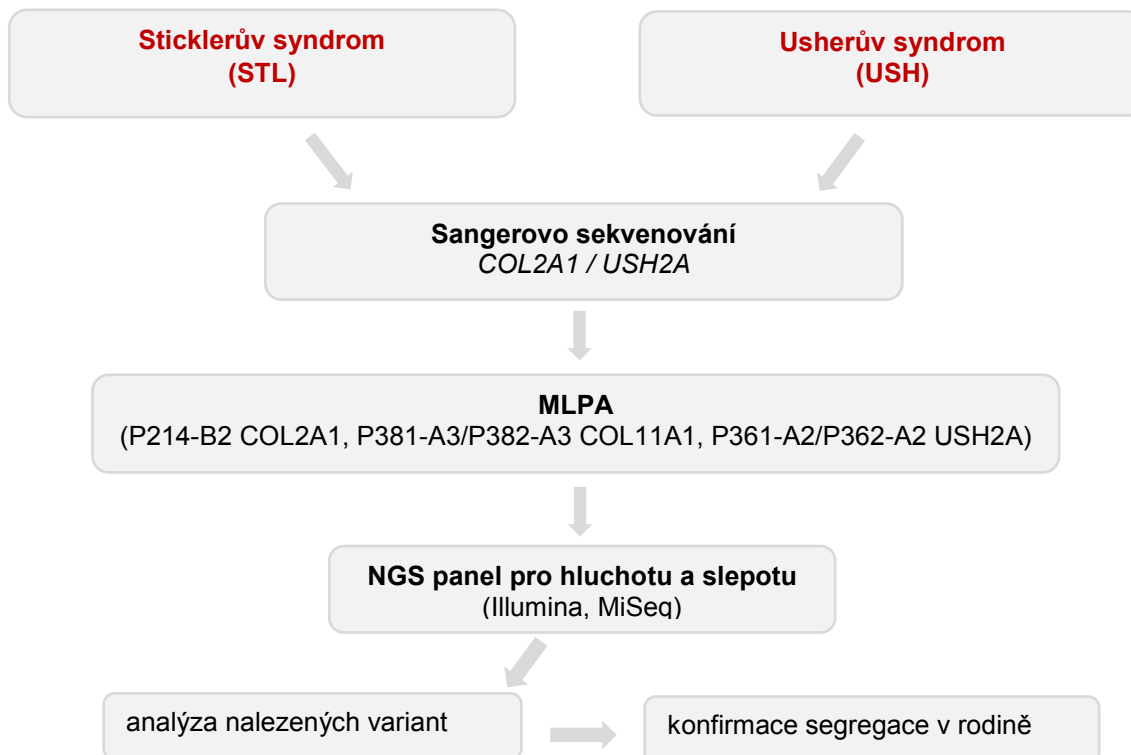 Sticklerův syndrom
(STL)
Usherův syndrom
(USH)
Sangerovo sekvenování
COL2A1 / USH2A
MLPA
(P214-B2 COL2A1, P381-A3/P382-A3 COL11A1, P361-A2/P362-A2 USH2A)
NGS panel pro hluchotu a slepotu
(Illumina, MiSeq)
analýza nalezených variant
konfirmace segregace v rodině